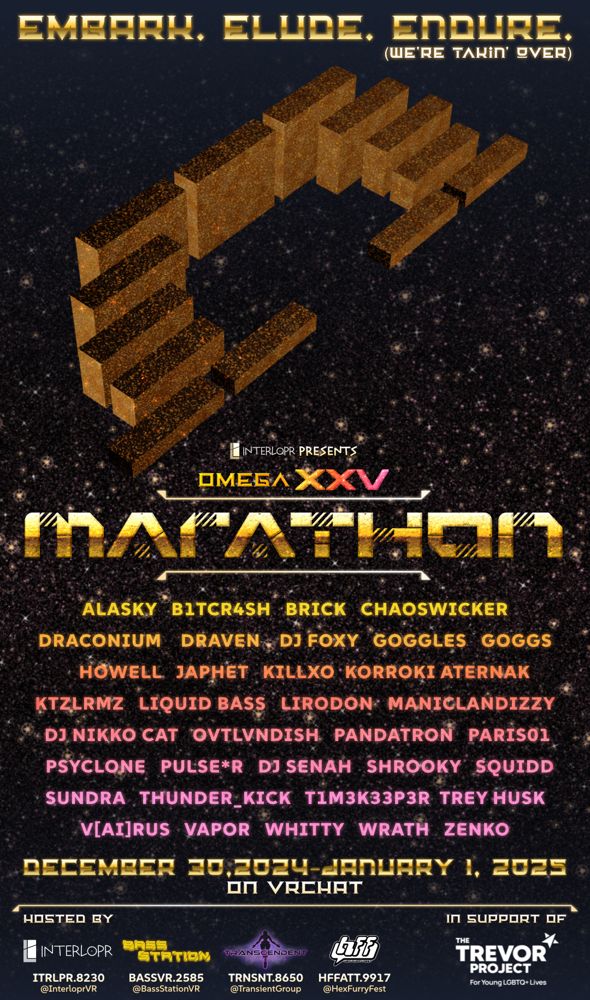 EMBARK. ELUDE. ENDURE.
(WE'RE TAKIN' OVER)
INTERLOPR PRESENTS
OMEGA XXV
MARATHON
ALASKY B1TCR4SH BRICK CHAOSWICKER
DRACONIUM DRAVEN DJ FOXY GOGGLES GOGGS
HOWELL JAPHET KILLXO KORROKI ATERNAK
KTZLRMZ LIQUID BASS LIRODON MANICLANDIZZY
DJ NIKKO CAT OVTLVNDISH PANDATRON PARIS01
PSYCLONE PULSE*R DJ SENAH SHROOKY SQUIDD
SUNDRA THUNDER_KICK T1M3K33P3R TREY HUSK
V[AI]RUS VAPOR WHITTY WRATH ZENKO
DECEMBER 30,2024-JANUARY 1, 2025
ON VRCHAT
HOSTED BY
IN SUPPORT OF
INTERLOPR
BASS STATION
TRANSCENDENT
hff
THE TREVOR PROJECT
For Young LGBTQ+ Lives
ITRLPR.8230 BASSVR.2585 TRNSNT.8650 HFFATT.9917
@InterloprVR @BassStationVR @TransientGroup @HexFurryFest